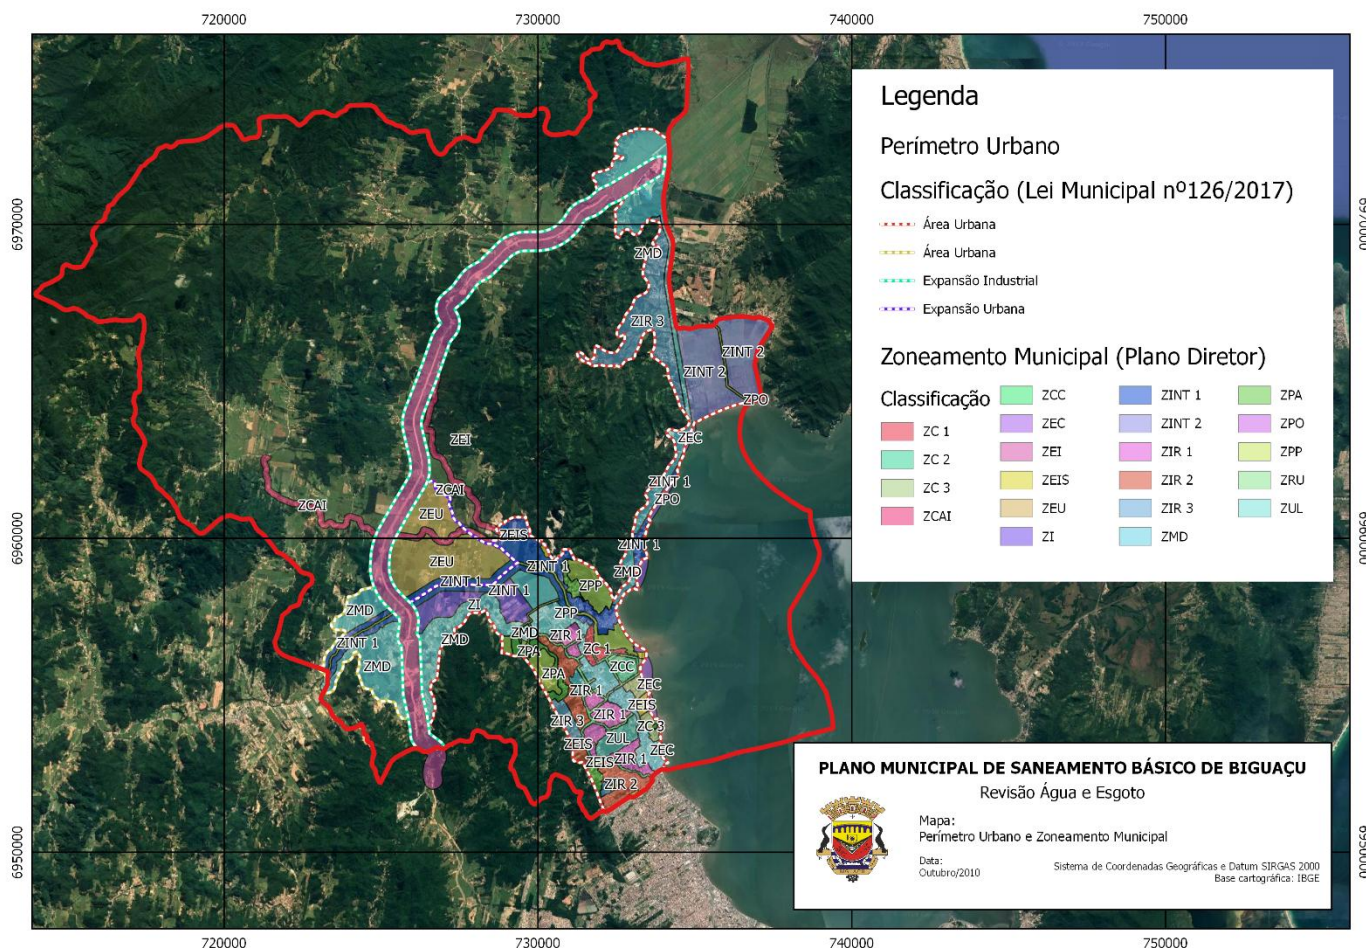 720000
730000
740000
750000
6970000
6960000
6950000
6970000
6960000
6950000
Legenda
Perímetro Urbano
Classificação (Lei Municipal nº126/2017)
Área Urbana
Área Urbana
Expansão Industrial
Expansão Urbana
Zoneamento Municipal (Plano Diretor)
Classificação
ZC 1
ZC 2
ZC 3
ZCAI
ZCC
ZEC
ZEI
ZEIS
ZEU
ZI
ZINT 1
ZINT 2
ZIR 1
ZIR 2
ZIR 3
ZMD
ZPA
ZPO
ZPP
ZRU
ZUL
ZMD
ZIR 3
ZINT 2
ZINT 2
ZPO
ZEC
ZEI
ZINT 1
ZCAI
ZPO
ZCAI
ZEU
ZEIS
ZINT 1
ZEU
ZINT 1
ZMD
ZINT 1
ZINT 1
ZPP
ZMD
ZI
ZPP
ZMD
ZIR 1
ZINT 1
ZMD
ZPA
ZC 1
ZMD
ZPA
ZCC
ZIR 1
ZEC
ZEIS
ZIR 3
ZIR 1
ZC 3
ZUL
ZEIS
ZIR 1
ZEC
ZEIS
ZIR 2
PLANO MUNICIPAL DE SANEAMENTO BÁSICO DE BIGUAÇU
Revisão Água e Esgoto
Mapa:
Perímetro Urbano e Zoneamento Municipal
Data:
Outubro/2010
Sistema de Coordenadas Geográficas e Datum SIRGAS 2000
Base cartográfica: IBGE
720000
730000
740000
750000